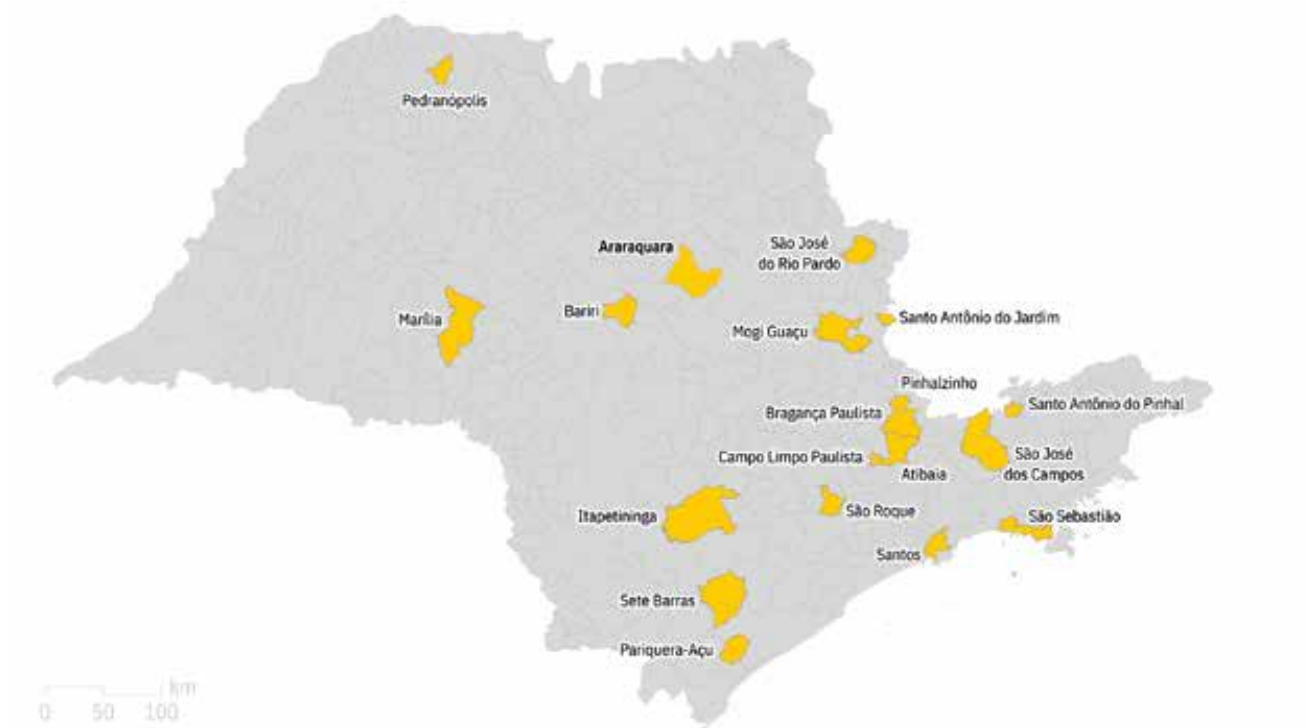 Pedranópolis
Araraquara
São José
do Rio Pardo
Bariri
Marília
Mogi Guaçu
Santo Antônio do Jardim
Pinhalzinho
Bragança Paulista
Santo Antônio do Pinhal
Campo Limpo Paulista
Atibaia
São José
dos Campos
Itapetininga
São Roque
São Sebastião
Santos
Sete Barras
Pariquera-Açu
km
0 50 100